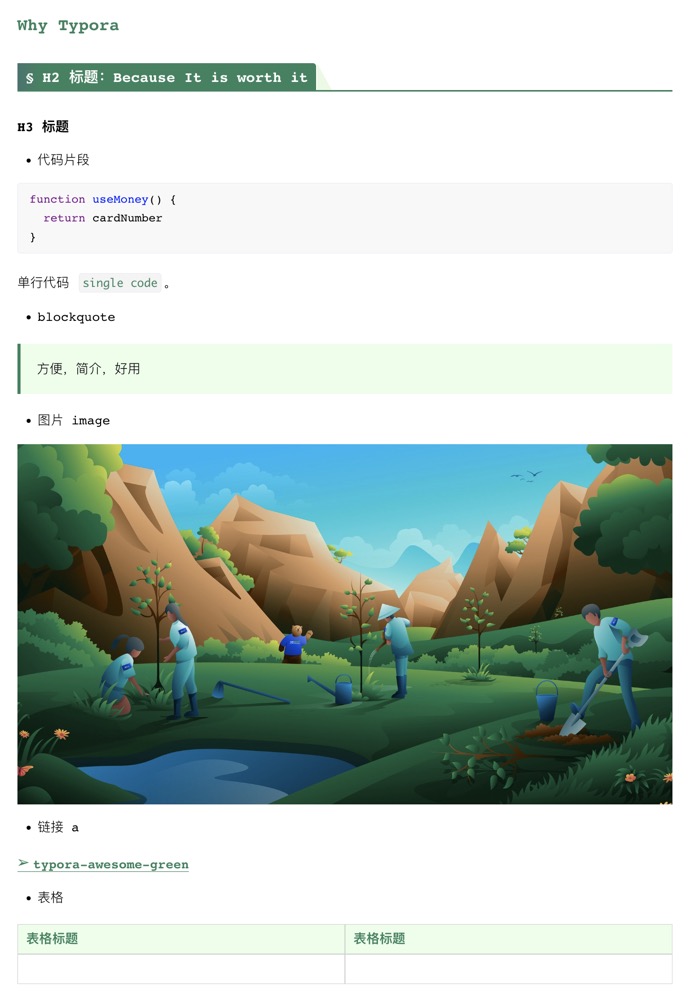 Why Typora
§ H2 标题：Because It is worth it
H3 标题
• 代码片段
function useMoney() {
  return cardNumber
}
单行代码 single code。
• blockquote
方便，简介，好用
• 图片 image
• 链接 a
➢ typora-awesome-green
• 表格
表格标题 表格标题